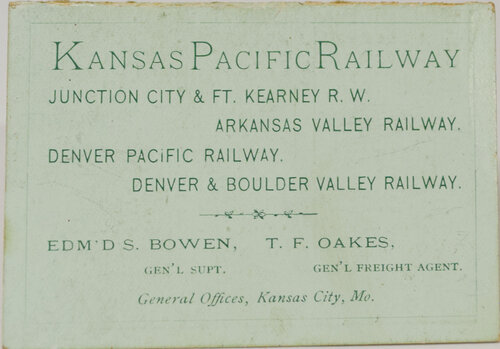 KANSAS PACIFIC RAILWAY
JUNCTION CITY & FT. KEARNEY R. W.
ARKANSAS VALLEY RAILWAY.
DENVER PACIFIC RAILWAY.
DENVER & BOULDER VALLEY RAILWAY.
EDM'D S. BOWEN, T. F. OAKES,
GEN'L SUPT. GEN'L FREIGHT AGENT.
General Offices, Kansas City, Mo.